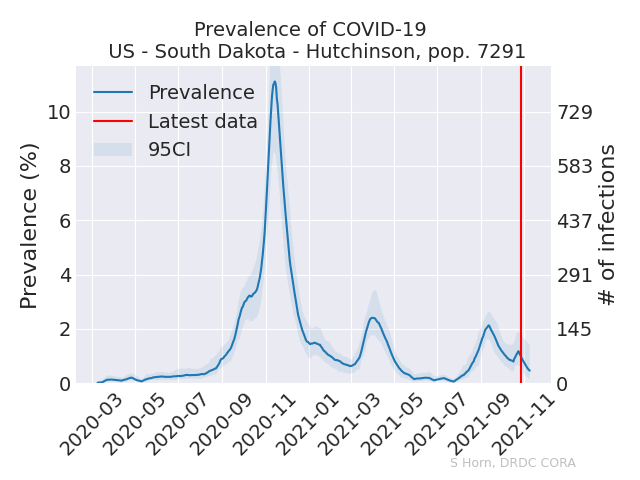 Prevalence of COVID-19
US - South Dakota - Hutchinson, pop. 7291
Prevalence
Latest data
95CI
Prevalence (%)
10
8
6
4
2
0
729
583
437
291
145
0
# of infections
2020-03
2020-05
2020-07
2020-09
2020-11
2021-01
2021-03
2021-05
2021-07
2021-09
2021-11
S Horn, DRDC CORA